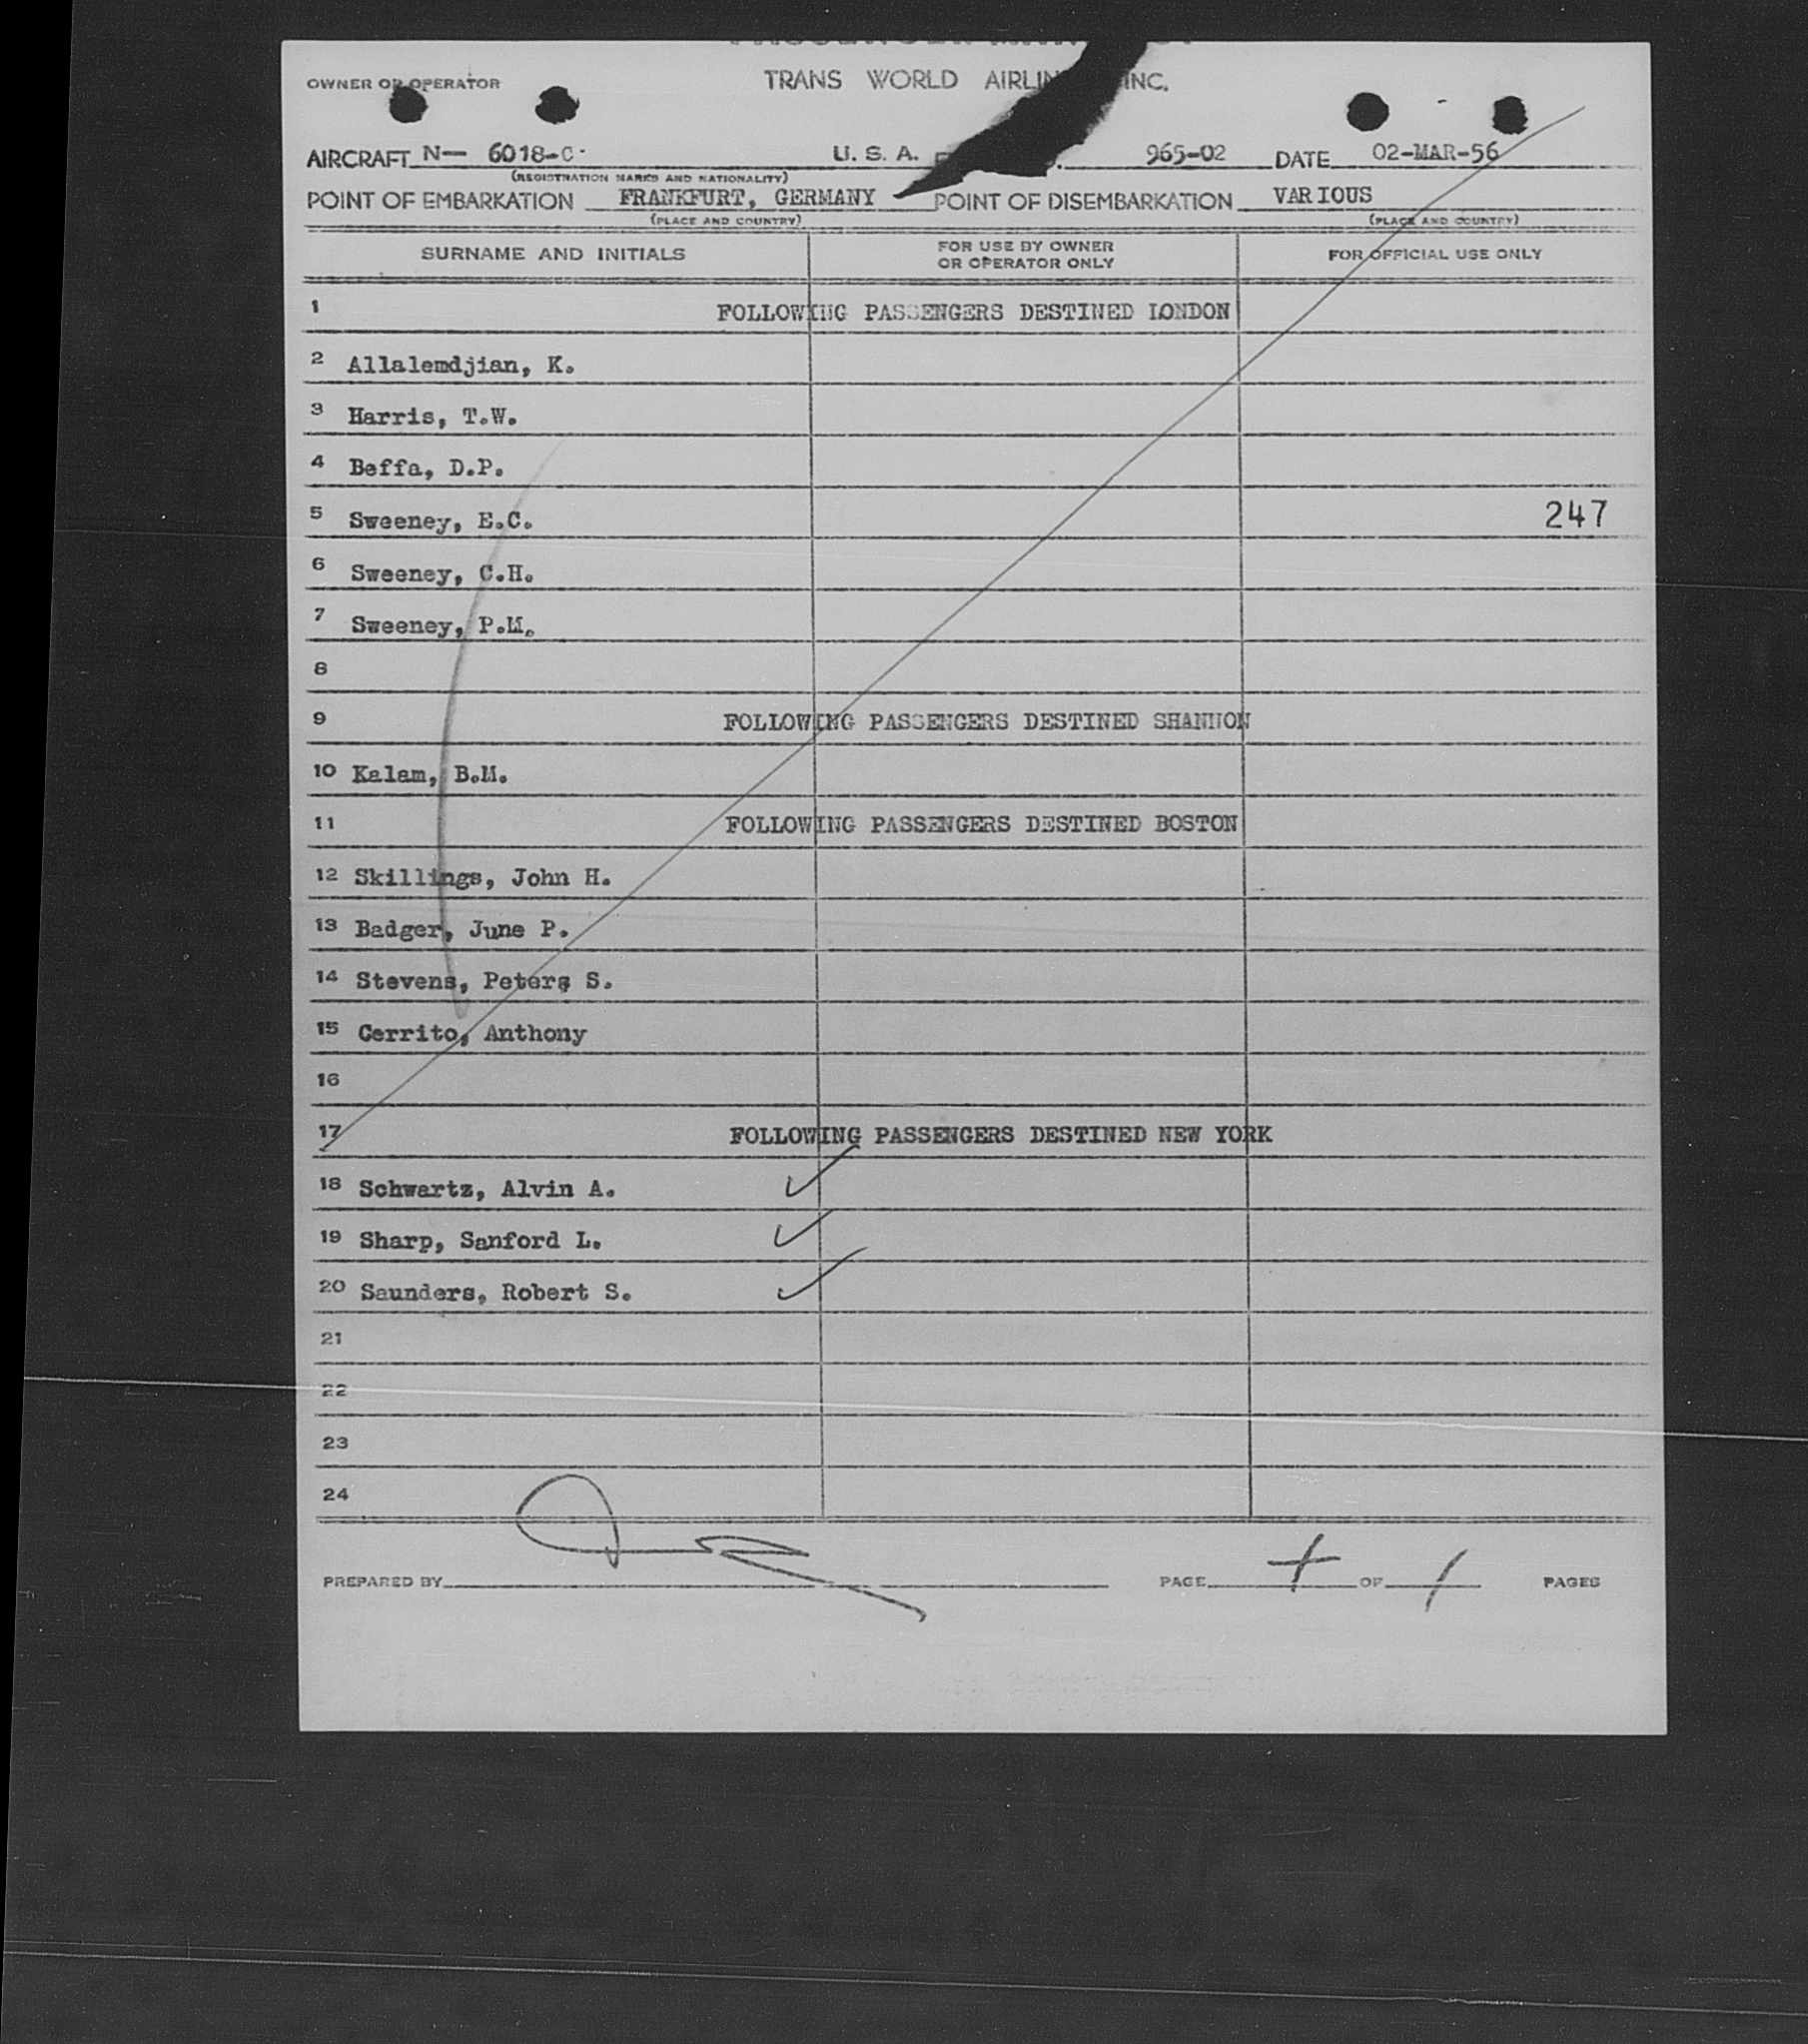 OWNER OR OPERATOR
TRANS WORLD AIRLIN INC.
AIRCRAFT N- 6018-C U. S. A. 965-02 DATE 02-MAR-56
(REGISTRATION MARKS AND NATIONALITY)
POINT OF EMBARKATION FRANKFURT, GERMANY POINT OF DISEMBARKATION VARIOUS
(PLACE AND COUNTRY) (PLACE AND COUNTRY)
SURNAME AND INITIALS FOR USE BY OWNER OR OPERATOR ONLY FOR OFFICIAL USE ONLY
1 FOLLOWING PASSENGERS DESTINED LONDON
2 Allalemdjian, K.
3 Harris, T.W.
4 Beffa, D.P.
5 Sweeney, E.C. 247
6 Sweeney, C.H.
7 Sweeney, P.M.
8
9 FOLLOWING PASSENGERS DESTINED SHANNON
10 Kalam, B.M.
11 FOLLOWING PASSENGERS DESTINED BOSTON
12 Skillings, John H.
13 Badger, June P.
14 Stevens, Peters S.
15 Cerrito, Anthony
16
17 FOLLOWING PASSENGERS DESTINED NEW YORK
18 Schwartz, Alvin A.
19 Sharp, Sanford L.
20 Saunders, Robert S.
21
22
23
24
PREPARED BY PAGE 1 OF 1 PAGES